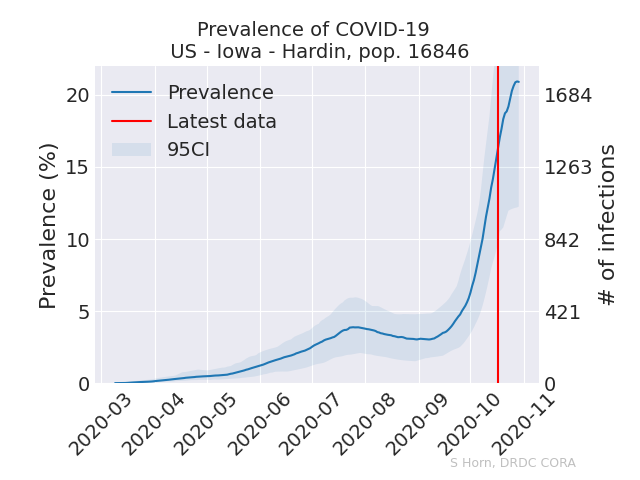 Prevalence of COVID-19
US - Iowa - Hardin, pop. 16846
Prevalence
Latest data
95CI
Prevalence (%)
20
15
10
5
0
1684
1263
842
421
0
# of infections
2020-03
2020-04
2020-05
2020-06
2020-07
2020-08
2020-09
2020-10
2020-11
S Horn, DRDC CORA